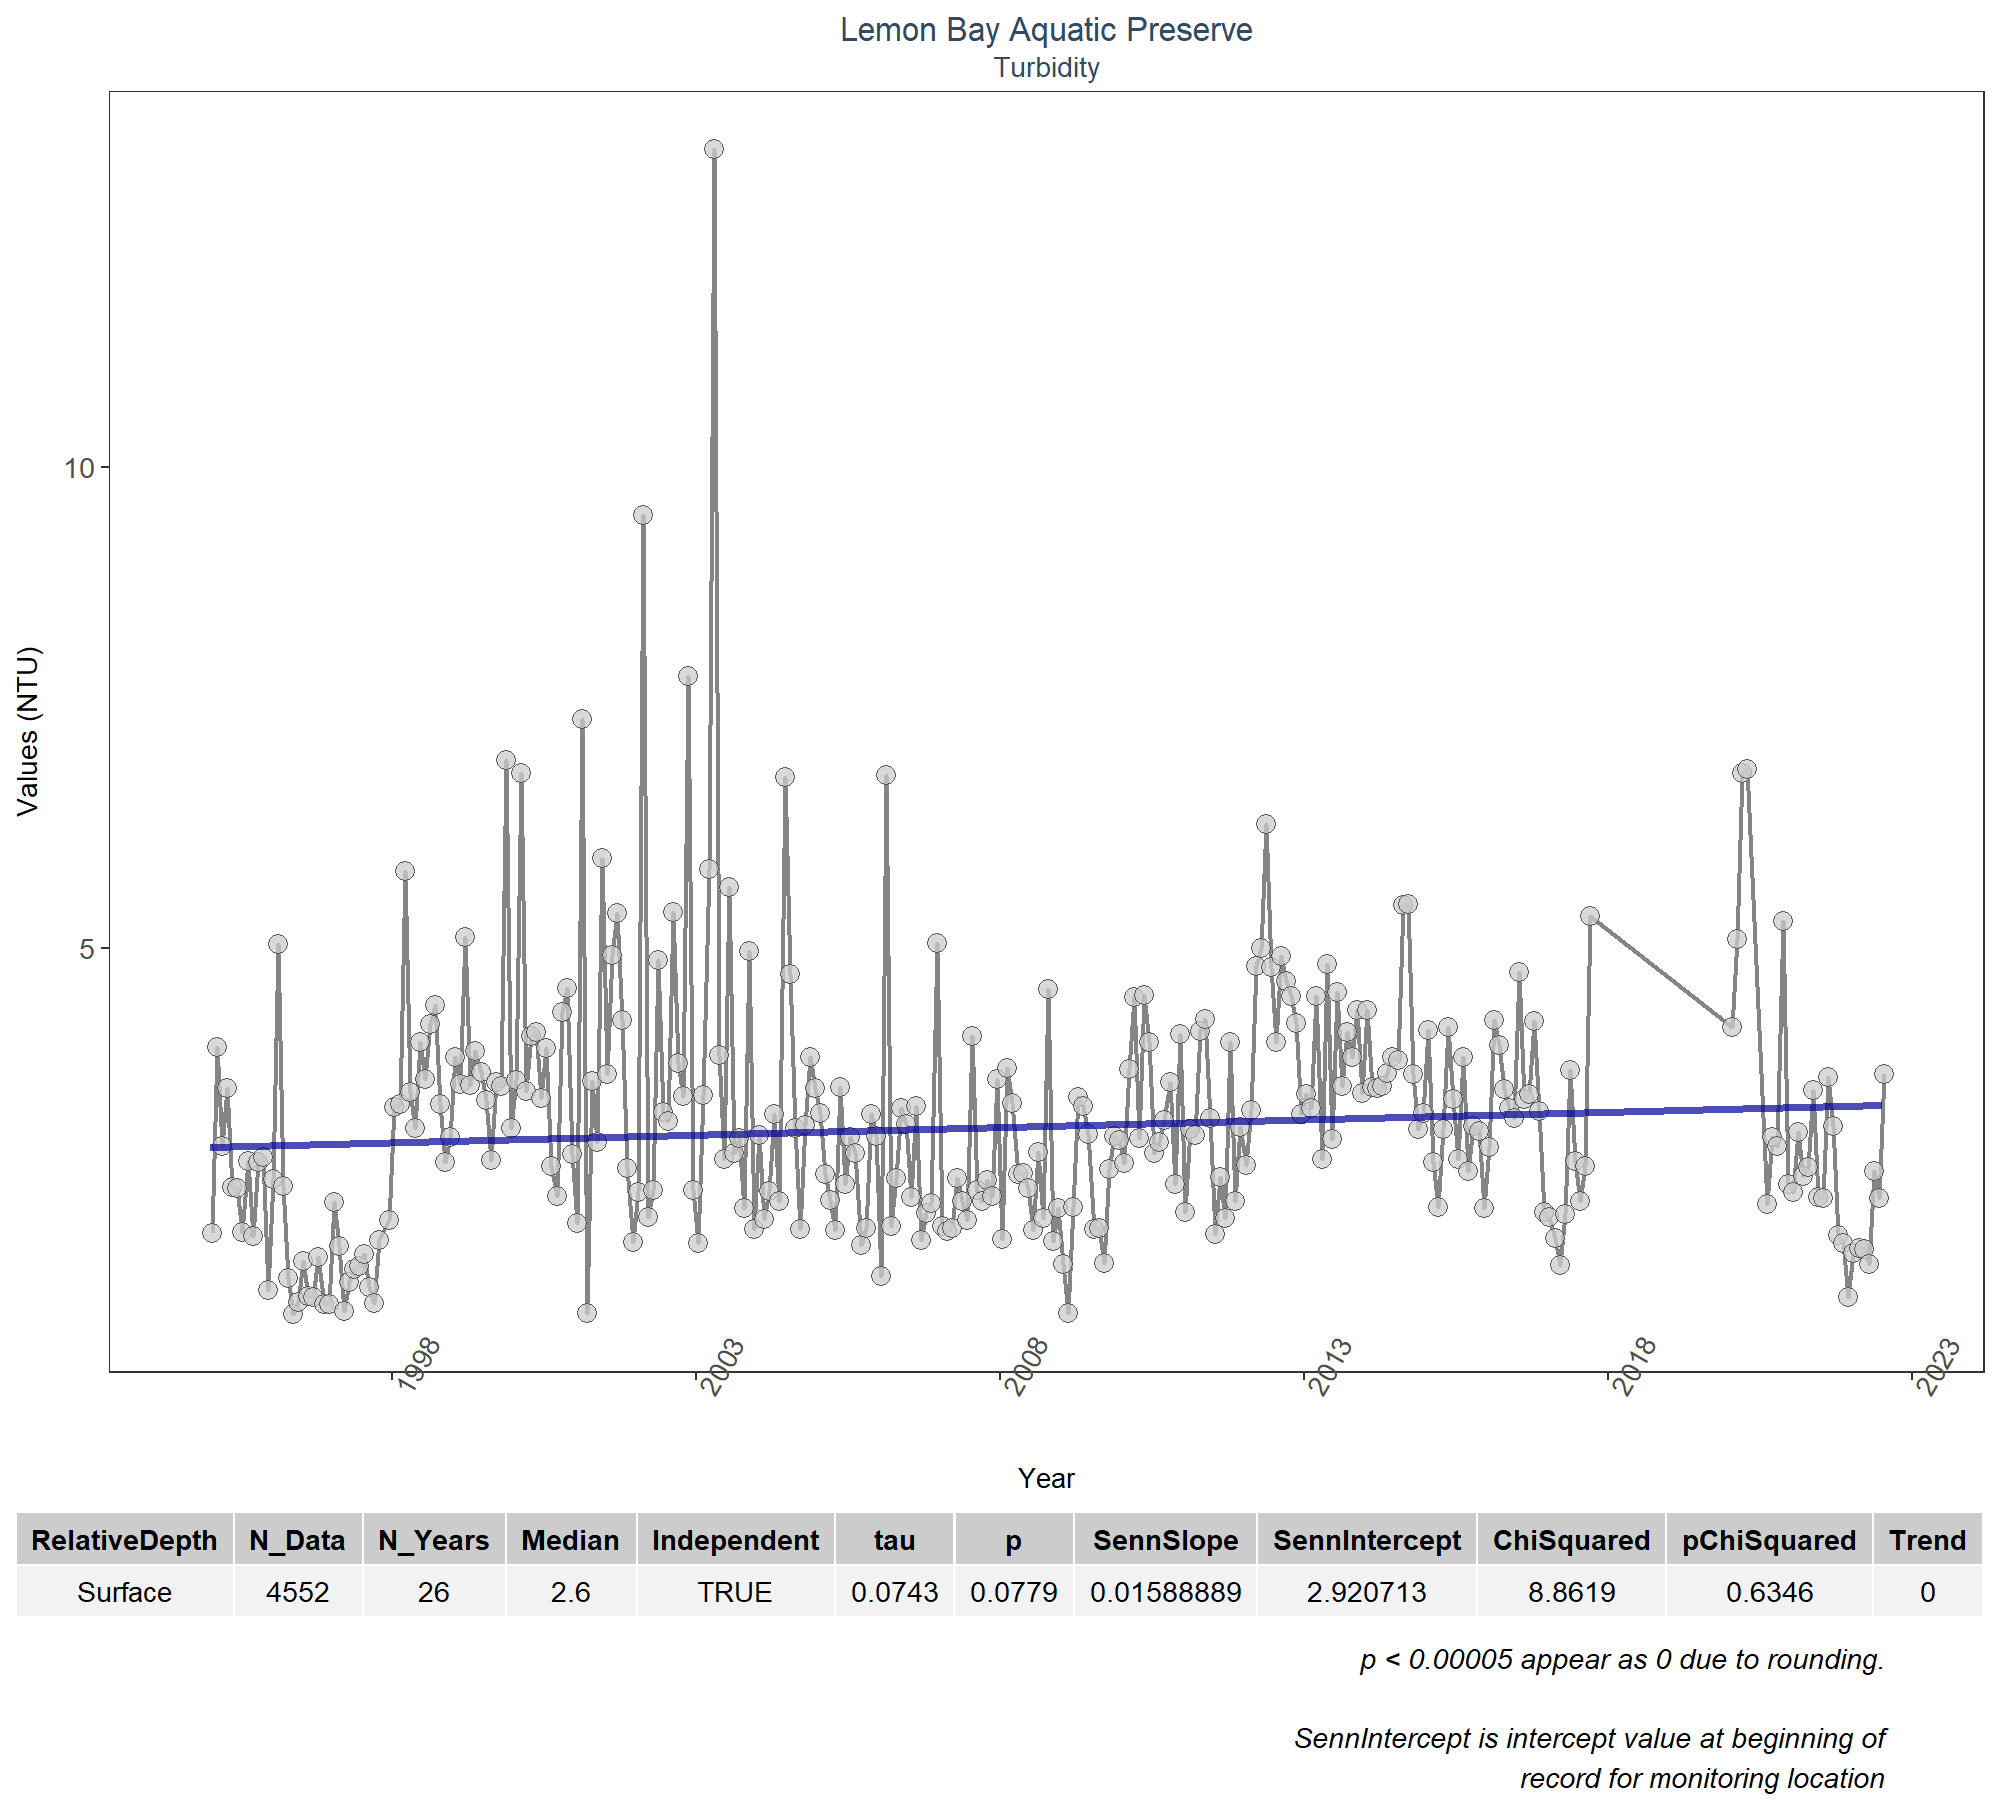 Lemon Bay Aquatic Preserve
Turbidity
Values (NTU)
10
5
1998 2003 2008 2013 2018 2023
Year
RelativeDepth N_Data N_Years Median Independent tau p SennSlope SennIntercept ChiSquared pChiSquared Trend
Surface 4552 26 2.6 TRUE 0.0743 0.0779 0.01588889 2.920713 8.8619 0.6346 0
p < 0.00005 appear as 0 due to rounding.
SennIntercept is intercept value at beginning of
record for monitoring location